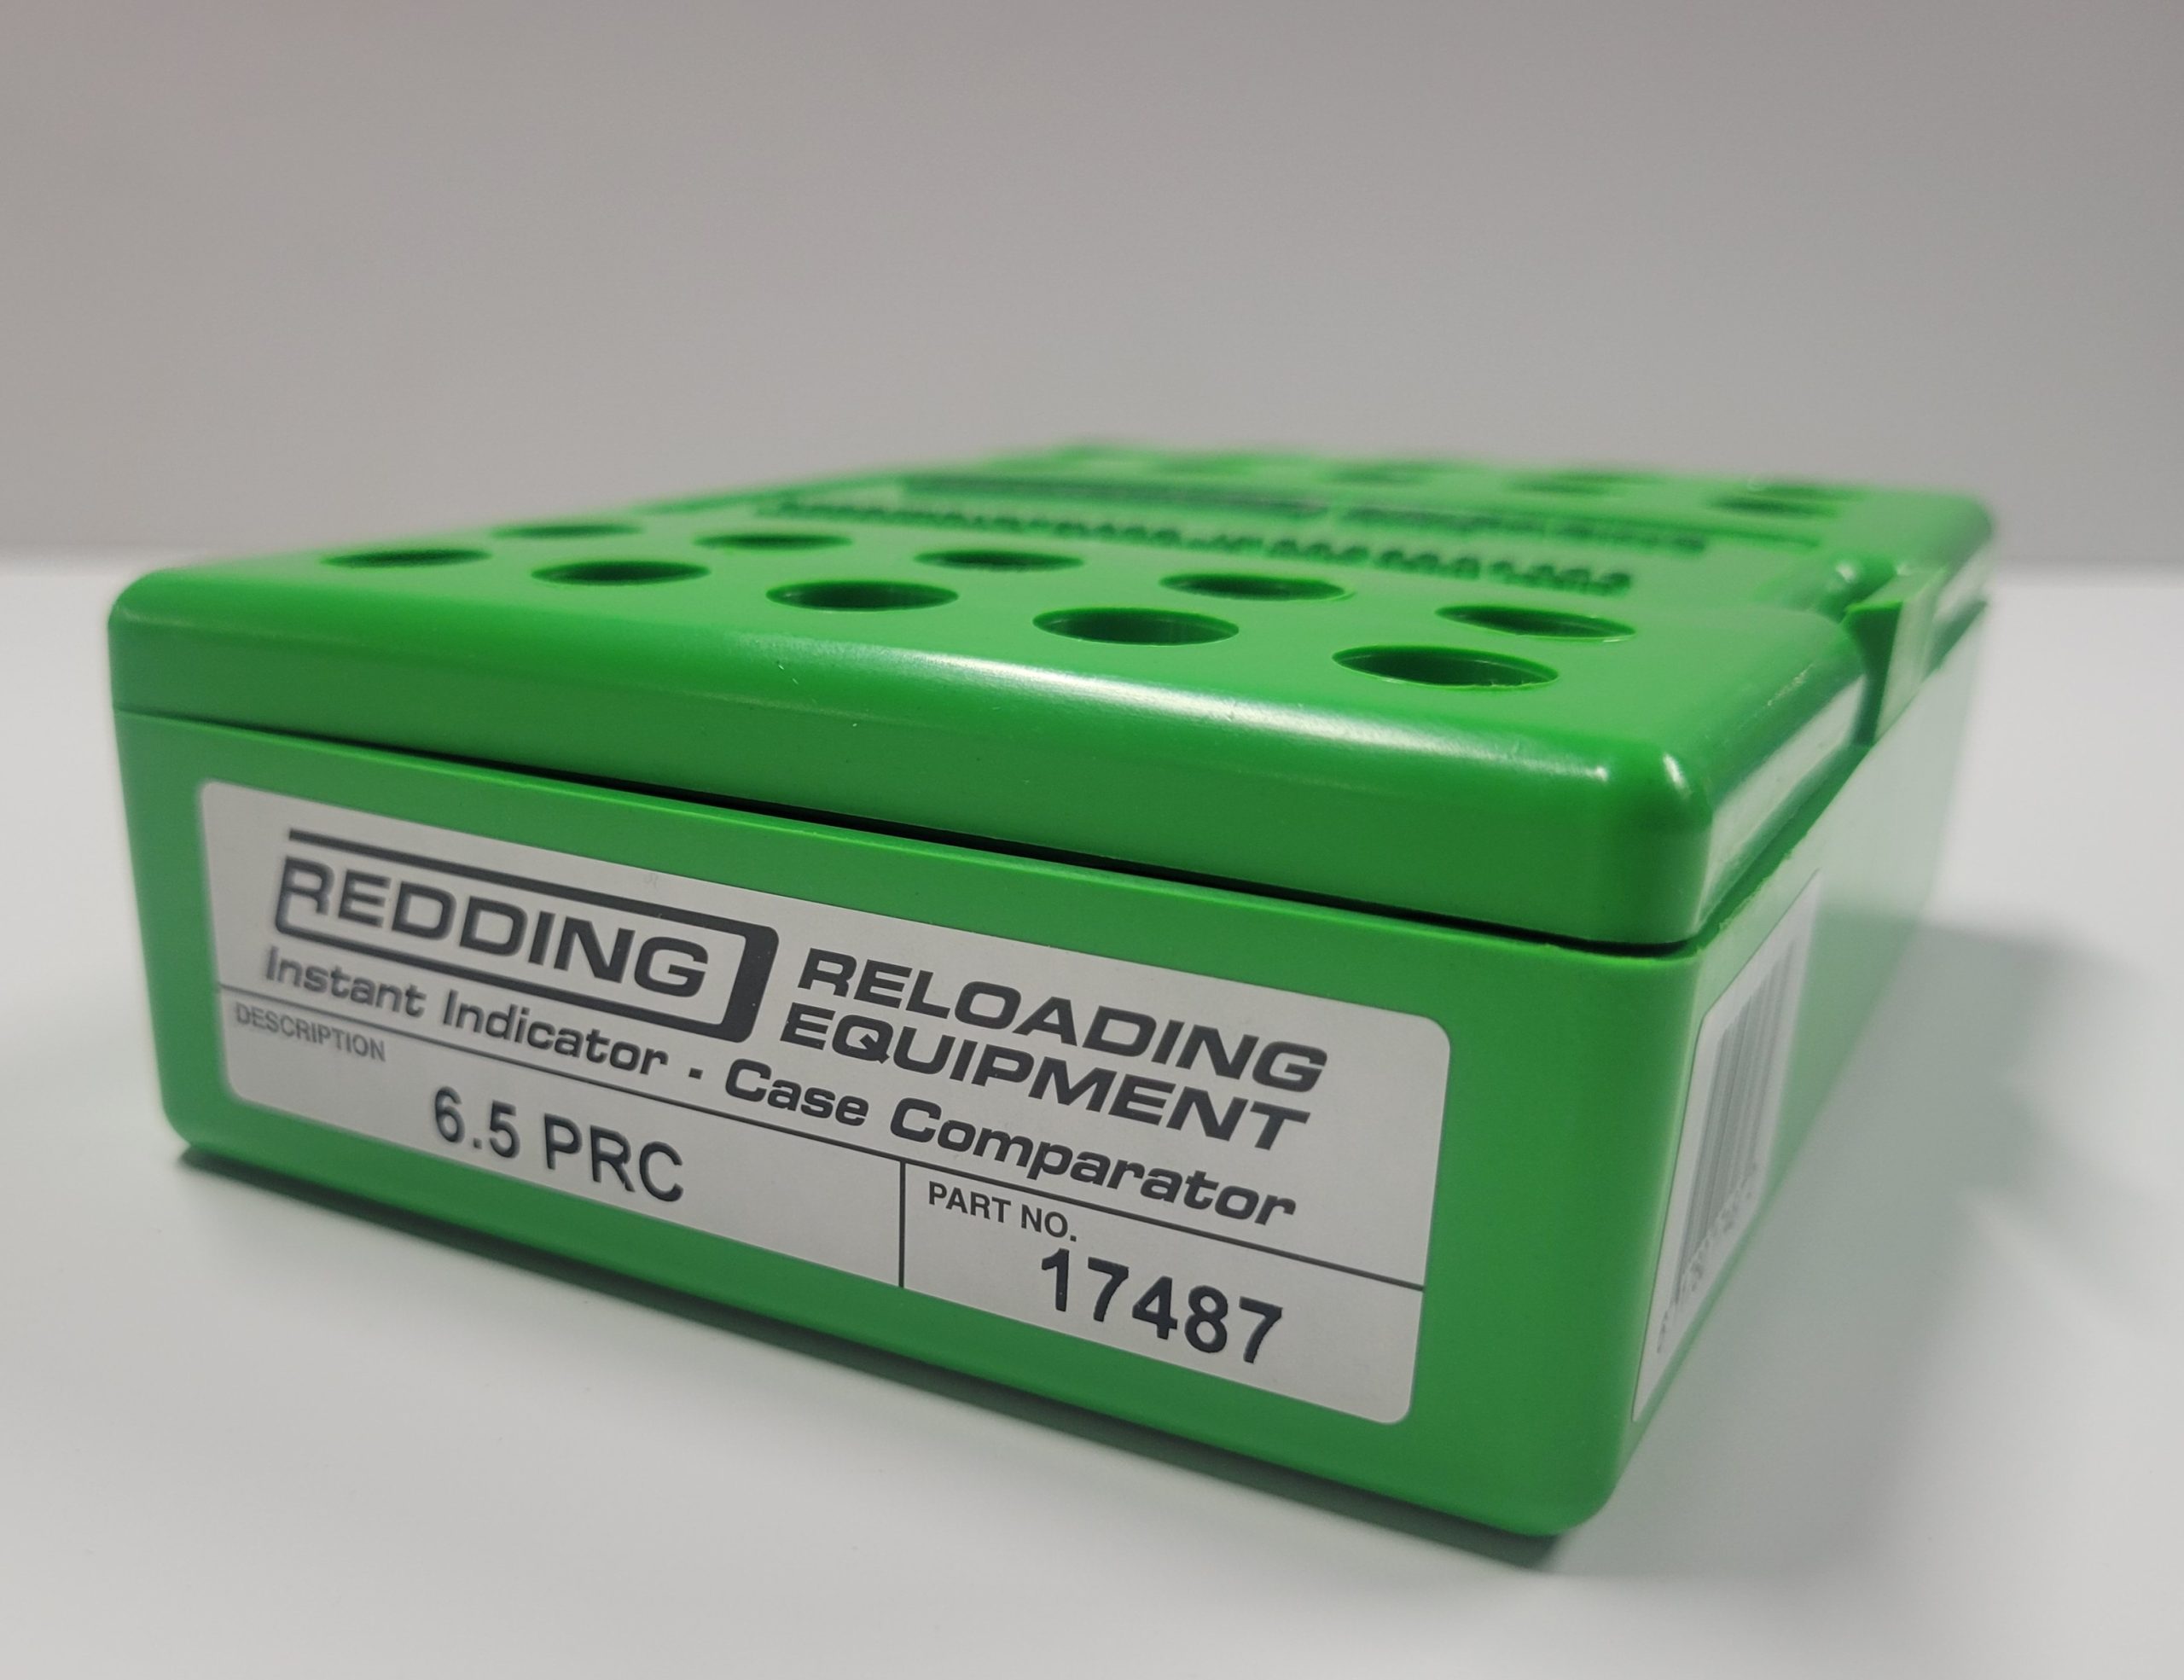 REDDING
RELOADING
EQUIPMENT
Instant Indicator · Case Comparator
DESCRIPTION
6.5 PRC
PART NO.
17487